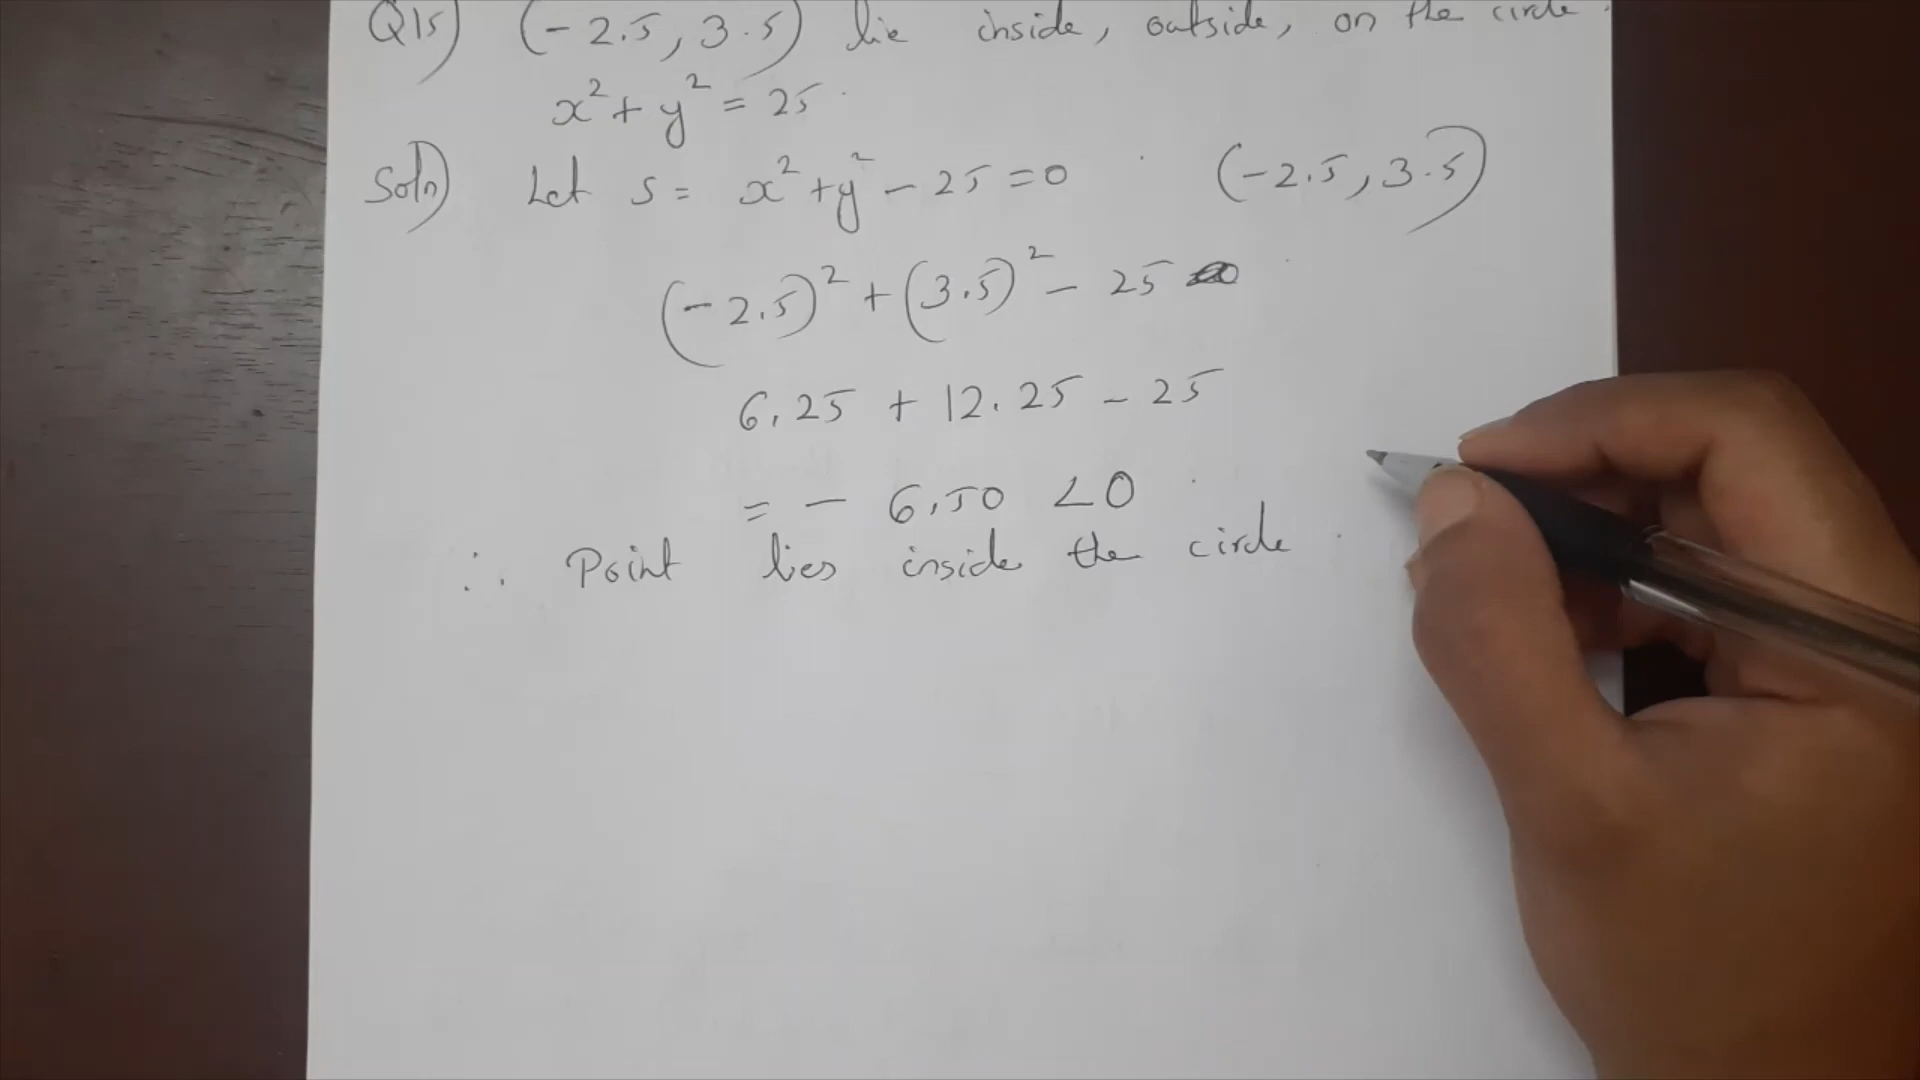 Q15) (-2.5, 3.5) lie inside, outside, on the circle.
x² + y² = 25.
Soln) Let S = x² + y² - 25 = 0 (-2.5, 3.5)
(-2.5)² + (3.5)² - 25
6.25 + 12.25 - 25
= - 6.50 < 0
∴ Point lies inside the circle.